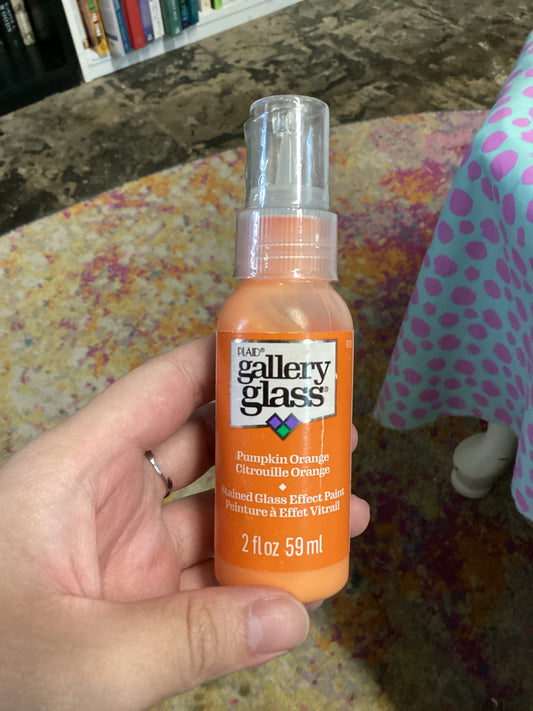 PLAID®
gallery
glass®
Pumpkin Orange
Citrouille Orange
Stained Glass Effect Paint
Peinture à Effet Vitrail
2 fl oz 59 ml